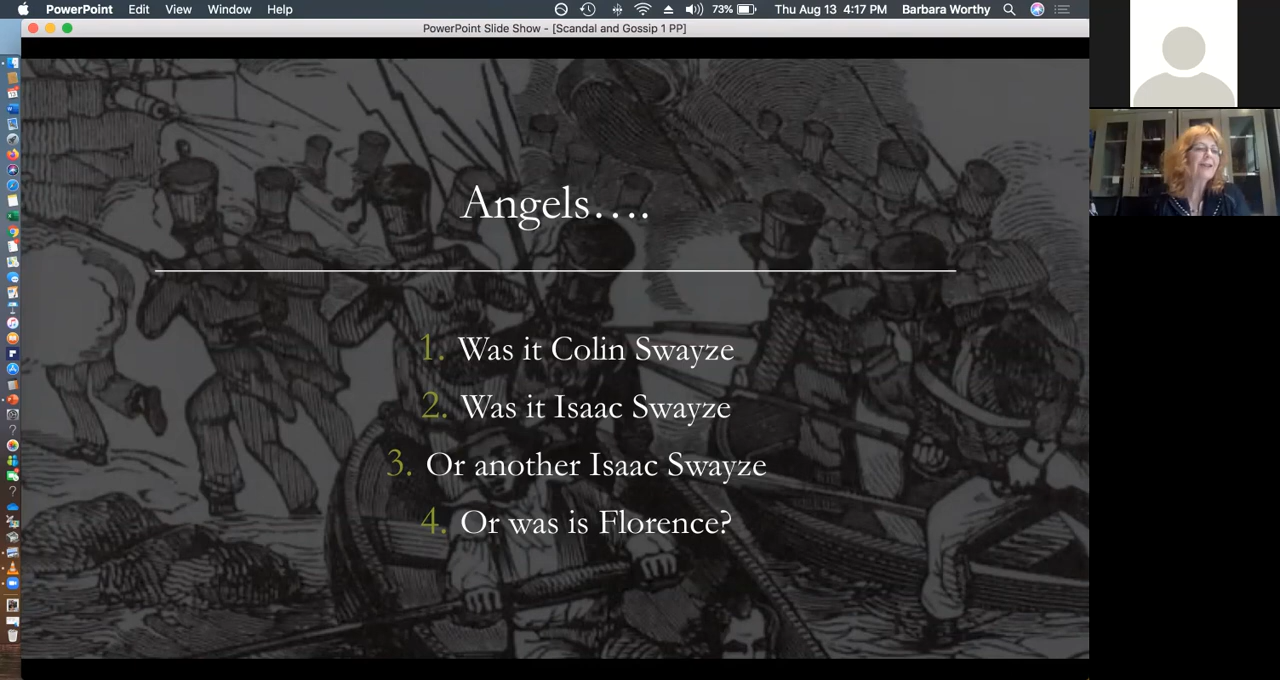 PowerPoint Edit View Window Help 73% Thu Aug 13 4:17 PM Barbara Worthy
PowerPoint Slide Show - [Scandal and Gossip 1 PP]
Angels....
1. Was it Colin Swayze
2. Was it Isaac Swayze
3. Or another Isaac Swayze
4. Or was is Florence?